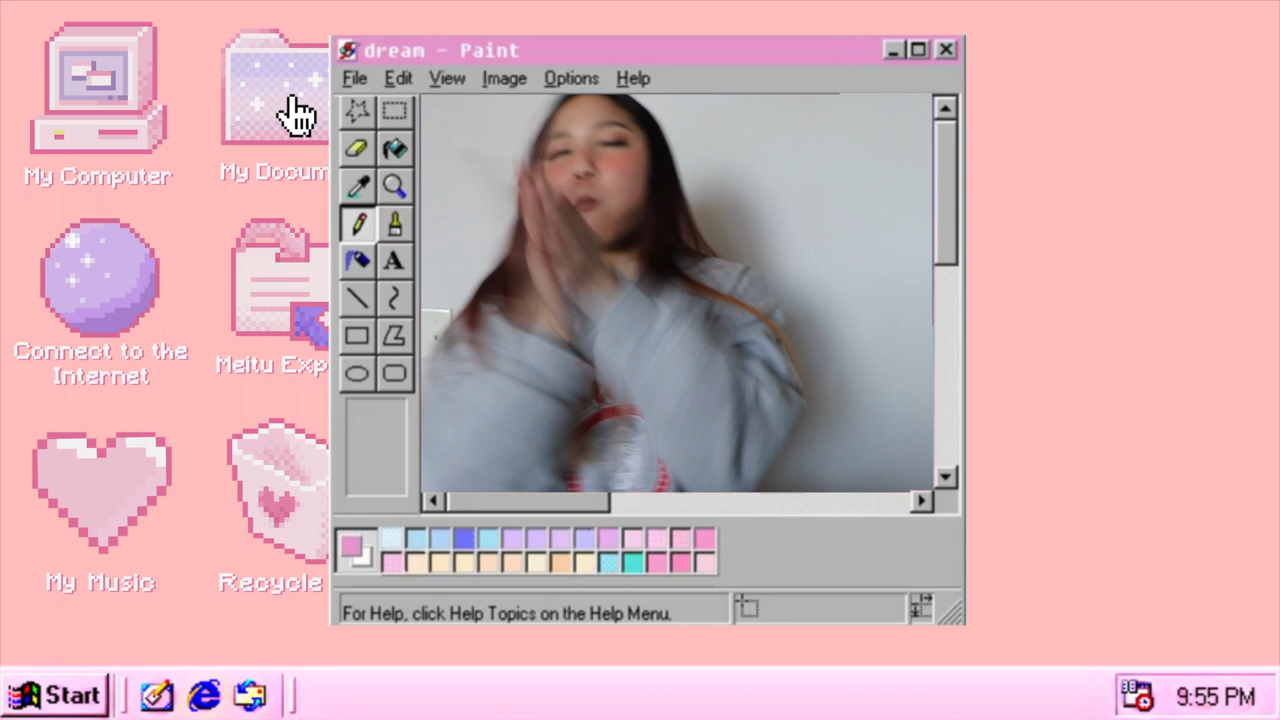 dream - Paint
File Edit View Image Options Help
My Computer
My Docum
Connect to the
Internet
Meitu Exp
My Music
Recycle
For Help, click Help Topics on the Help Menu.
Start
9:55 PM